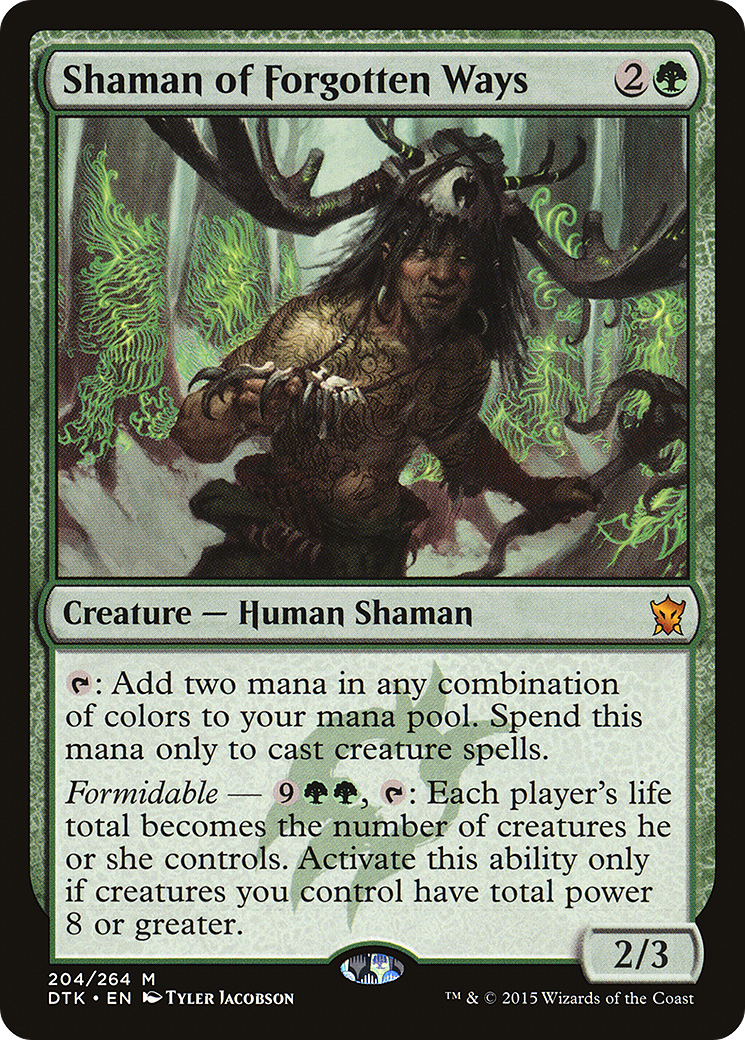 Shaman of Forgotten Ways 2
Creature — Human Shaman
: Add two mana in any combination
of colors to your mana pool. Spend this
mana only to cast creature spells.
Formidable — 9, : Each player's life
total becomes the number of creatures he
or she controls. Activate this ability only
if creatures you control have total power
8 or greater.
2/3
204/264 M
DTK • EN Tyler Jacobson
™ & © 2015 Wizards of the Coast